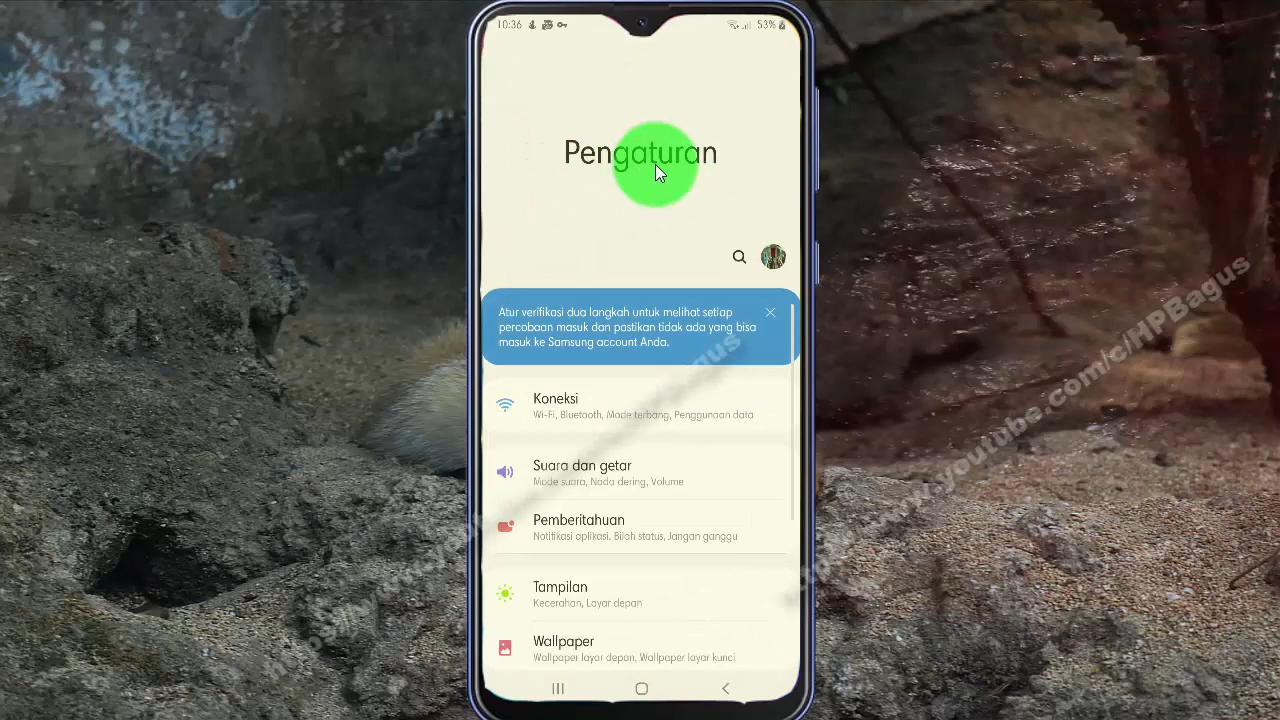 10:36
53%
Pengaturan
Atur verifikasi dua langkah untuk melihat setiap
percobaan masuk dan pastikan tidak ada yang bisa
masuk ke Samsung account Anda.
Koneksi
Wi-Fi, Bluetooth, Mode terbang, Penggunaan data
Suara dan getar
Mode suara, Nada dering, Volume
Pemberitahuan
Notifikasi aplikasi, Bilah status, Jangan ganggu
Tampilan
Kecerahan, Layar depan
Wallpaper
Wallpaper layar depan, Wallpaper layar kunci
www.youtube.com/c/HPBagus